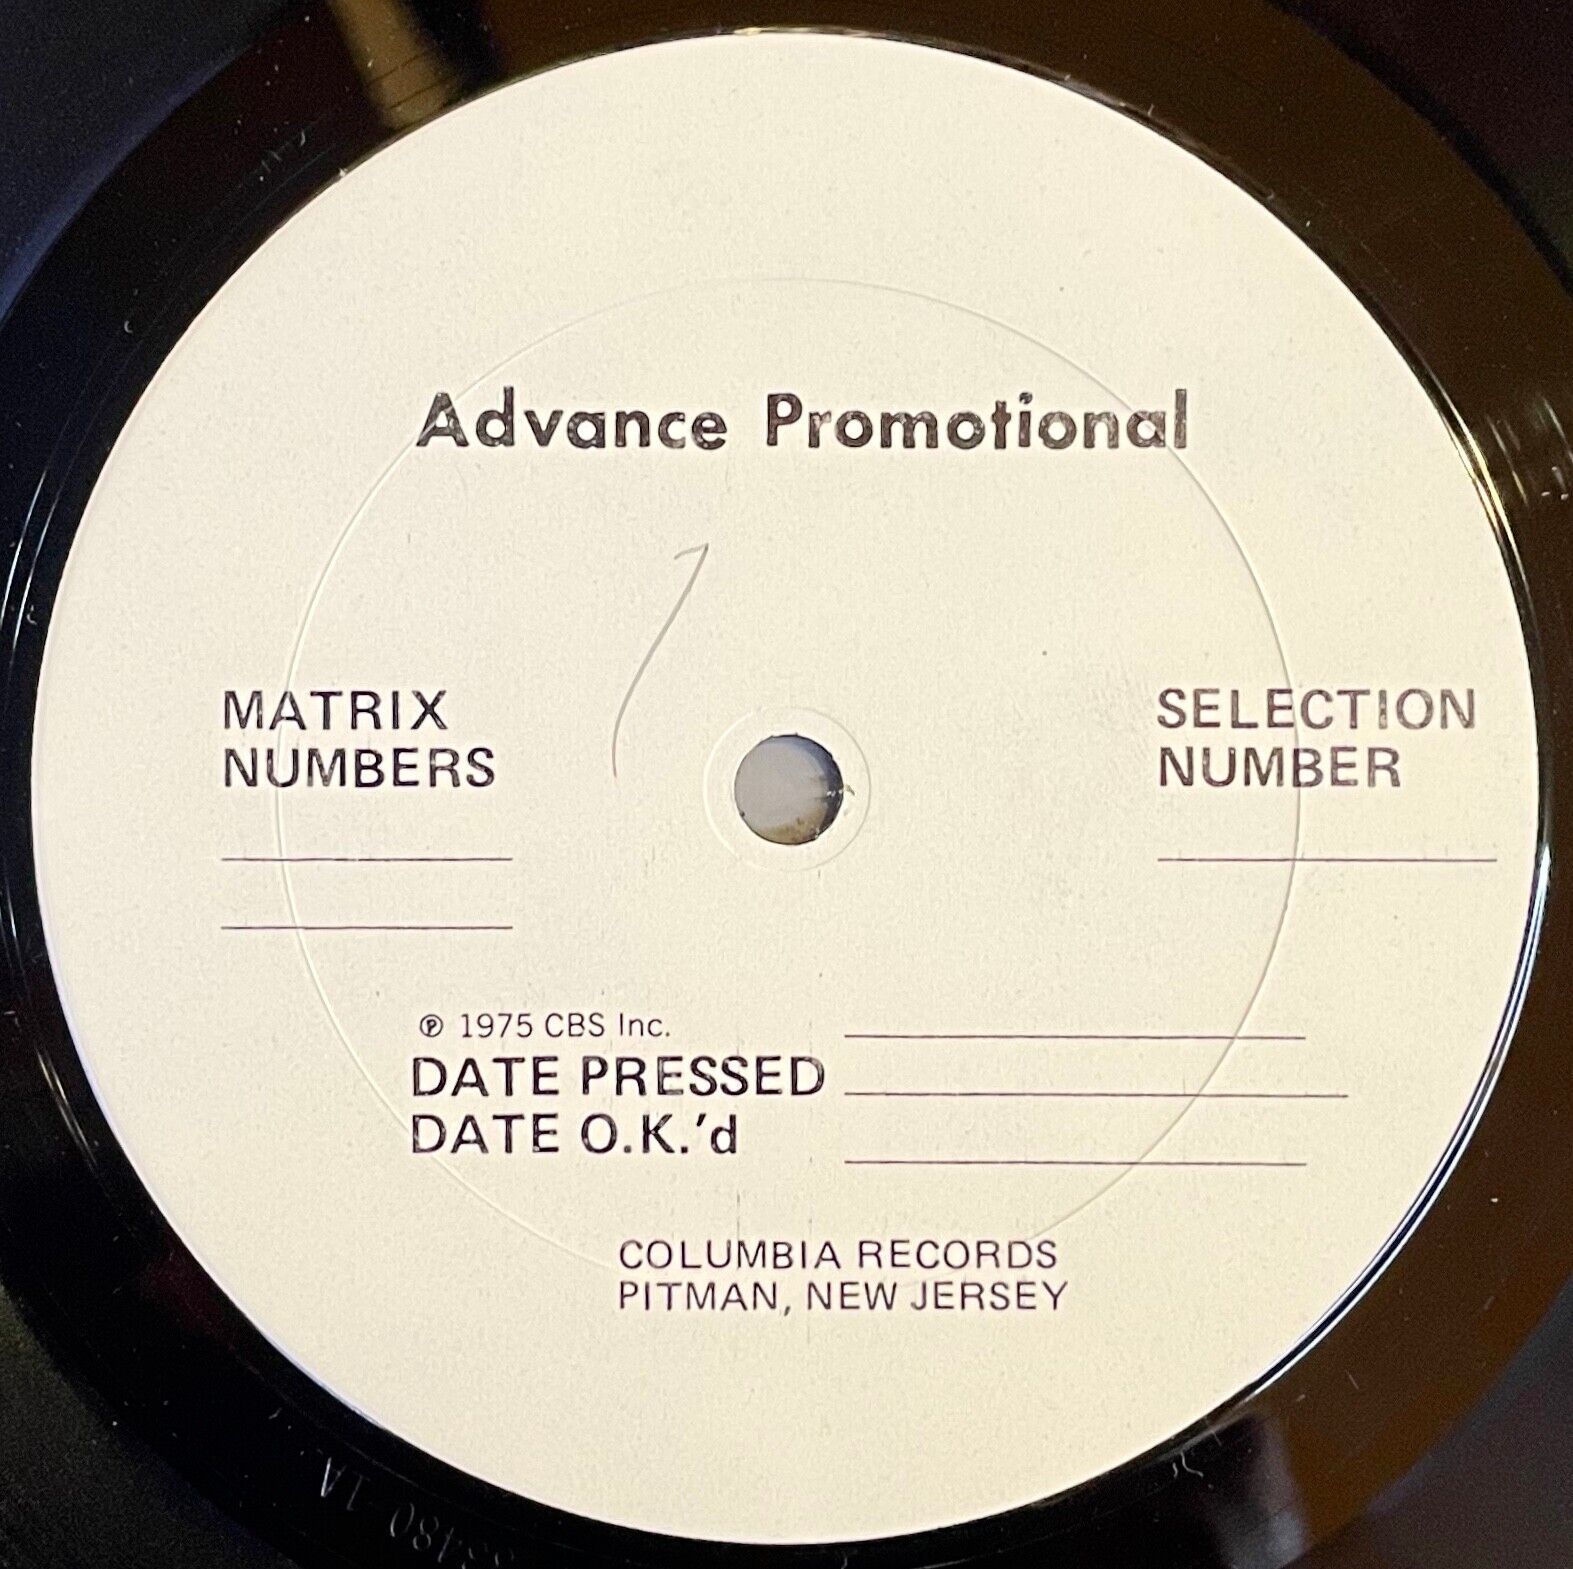 Advance Promotional
MATRIX
NUMBERS
SELECTION
NUMBER
℗ 1975 CBS Inc.
DATE PRESSED
DATE O.K.'d
COLUMBIA RECORDS
PITMAN, NEW JERSEY